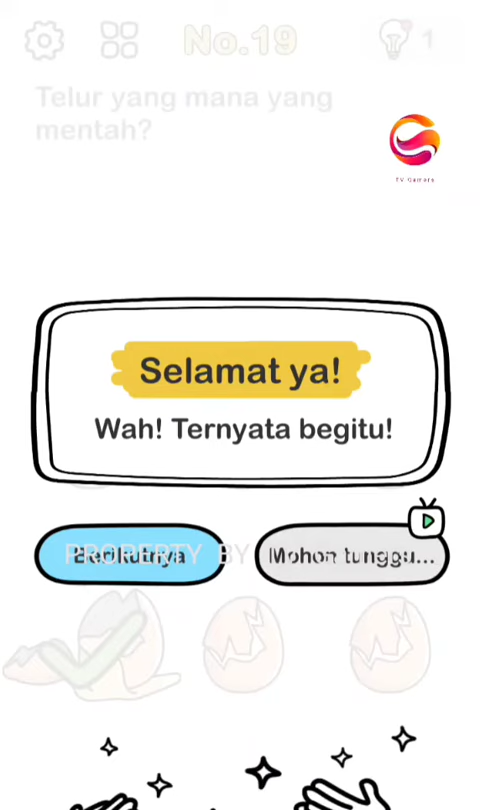 No.19
1
Telur yang mana yang
mentah?
TV Gamers
Selamat ya!
Wah! Ternyata begitu!
Berikutnya
Mohon tunggu...
PROPERTY BY